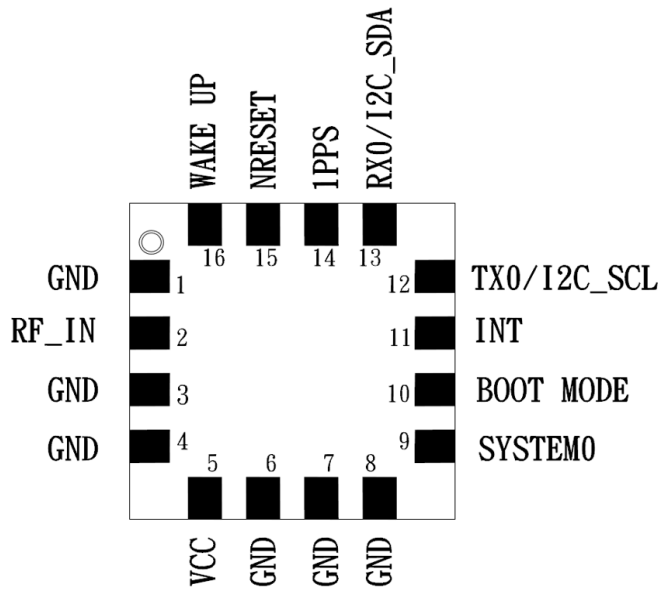 WAKE UP
NRESET
1PPS
RX0/I2C_SDA
16
15
14
13
GND
1
12
TX0/I2C_SCL
RF_IN
2
11
INT
GND
3
10
BOOT MODE
GND
4
9
SYSTEM0
5
6
7
8
VCC
GND
GND
GND